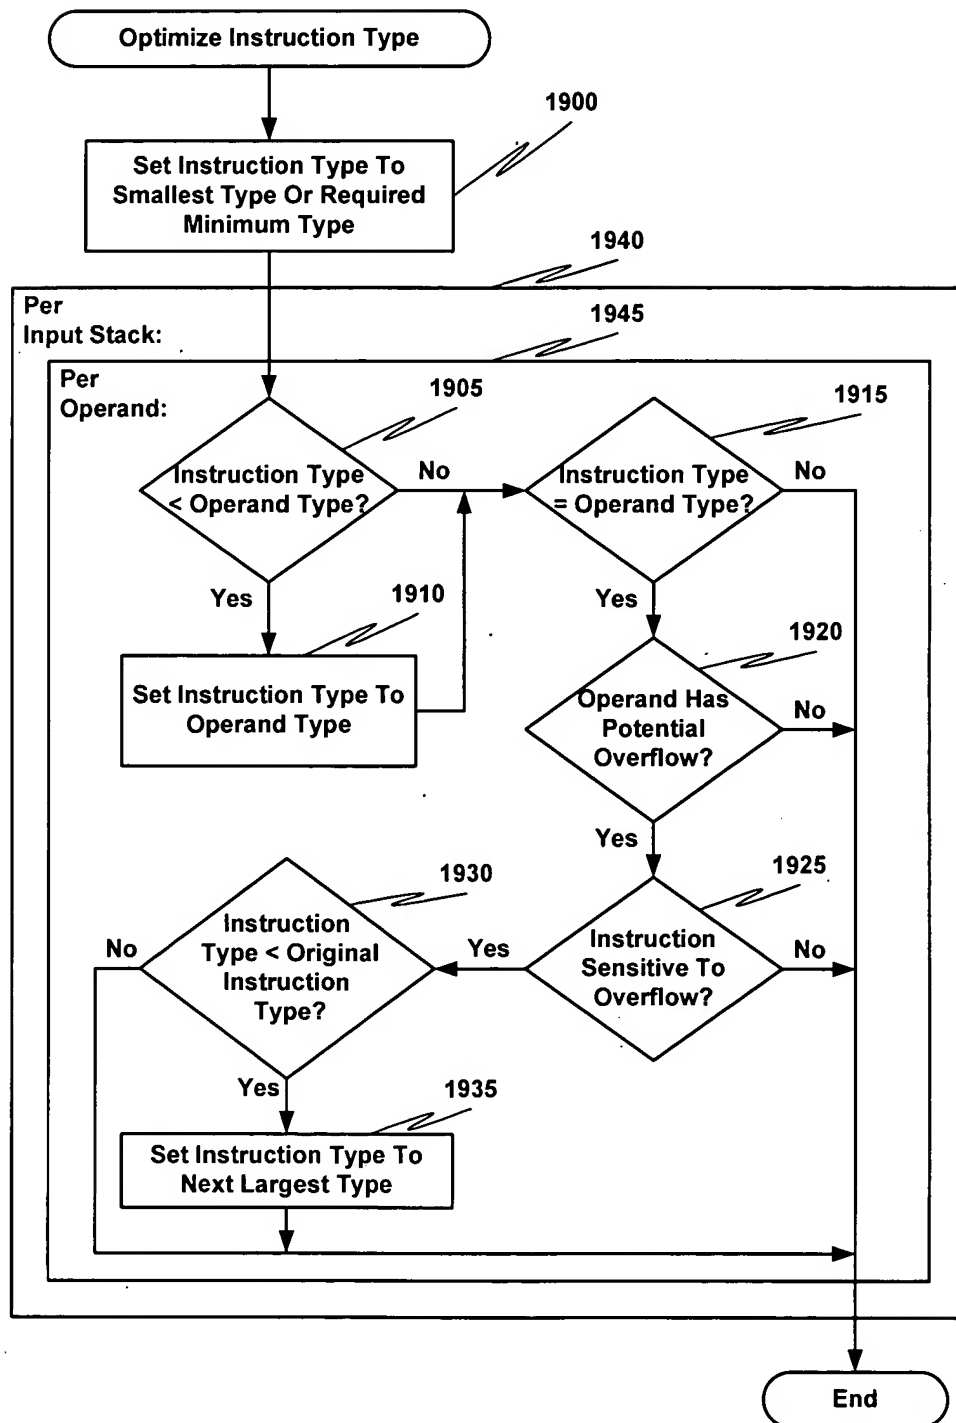 Optimize Instruction Type
1900
Set Instruction Type To
Smallest Type Or Required
Minimum Type
1940
Per
Input Stack:
1945
Per
Operand:
1905
Instruction Type
< Operand Type?
No
1915
Instruction Type
= Operand Type?
No
Yes
1910
Set Instruction Type To
Operand Type
Yes
1920
Operand Has
Potential
Overflow?
No
Yes
1925
Instruction
Sensitive To
Overflow?
No
Yes
1930
Instruction
Type < Original
Instruction
Type?
No
Yes
1935
Set Instruction Type To
Next Largest Type
End